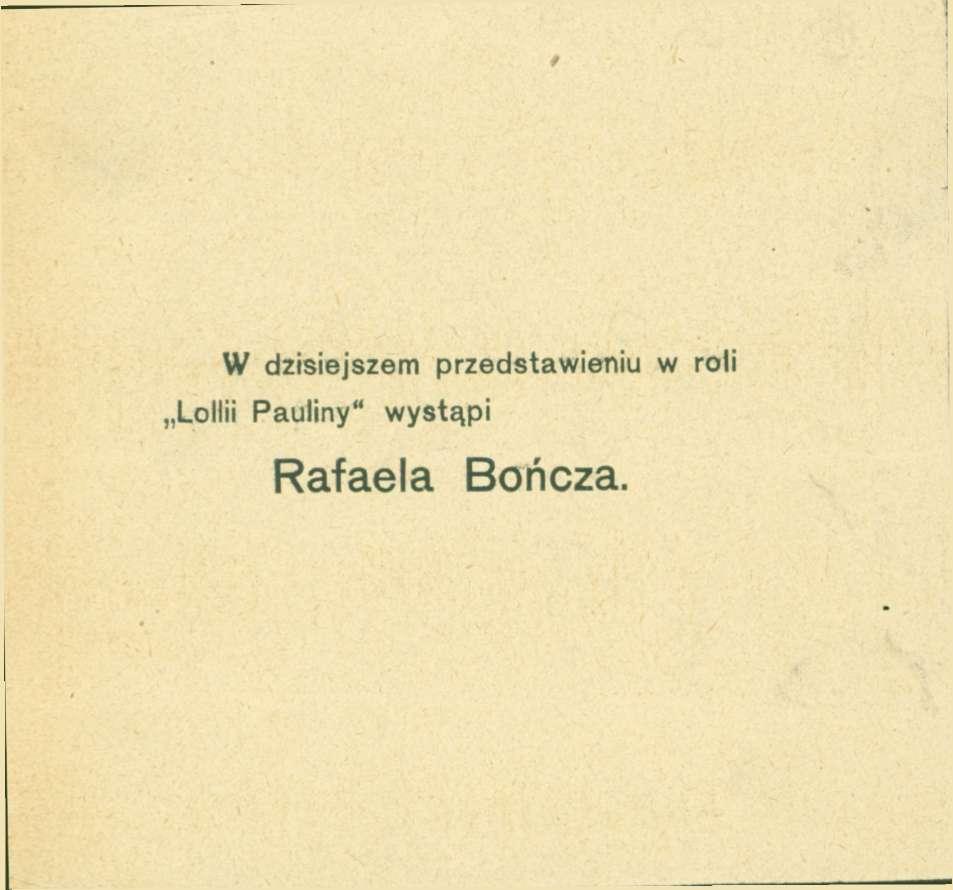 W dzisiejszem przedstawieniu w roli
„Lollii Pauliny“ wystąpi
Rafaela Bończa.